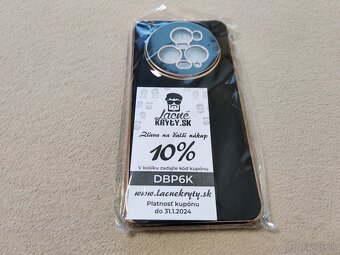 Lacné
KRYTY.SK
Zľava na ďalší nákup
10%
V košíku zadajte kód kupónu
DBP6K
www.lacnekryty.sk
Platnosť kupónu
do 31.1.2024